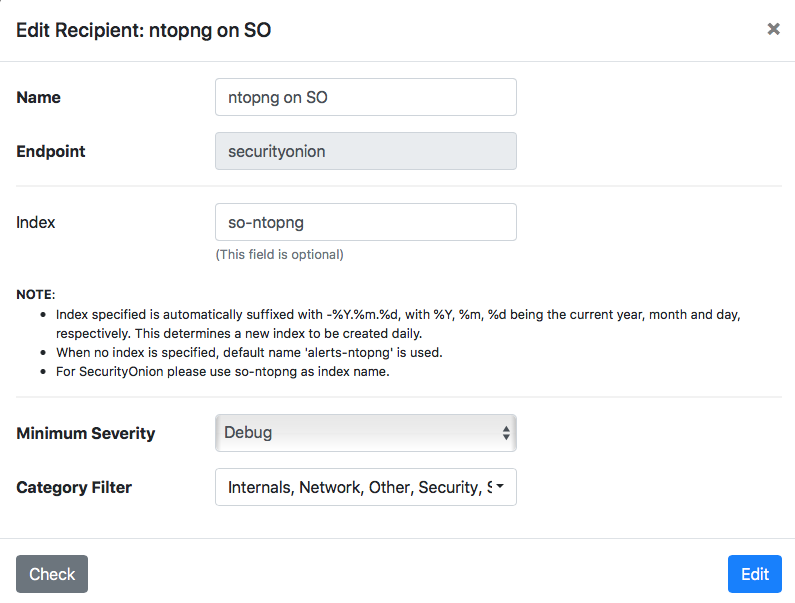 Edit Recipient: ntopng on SO ×
Name ntopng on SO
Endpoint securityonion
Index so-ntopng
(This field is optional)
NOTE:
• Index specified is automatically suffixed with -%Y.%m.%d, with %Y, %m, %d being the current year, month and day,
respectively. This determines a new index to be created daily.
• When no index is specified, default name 'alerts-ntopng' is used.
• For SecurityOnion please use so-ntopng as index name.
Minimum Severity Debug
Category Filter Internals, Network, Other, Security,
Check Edit